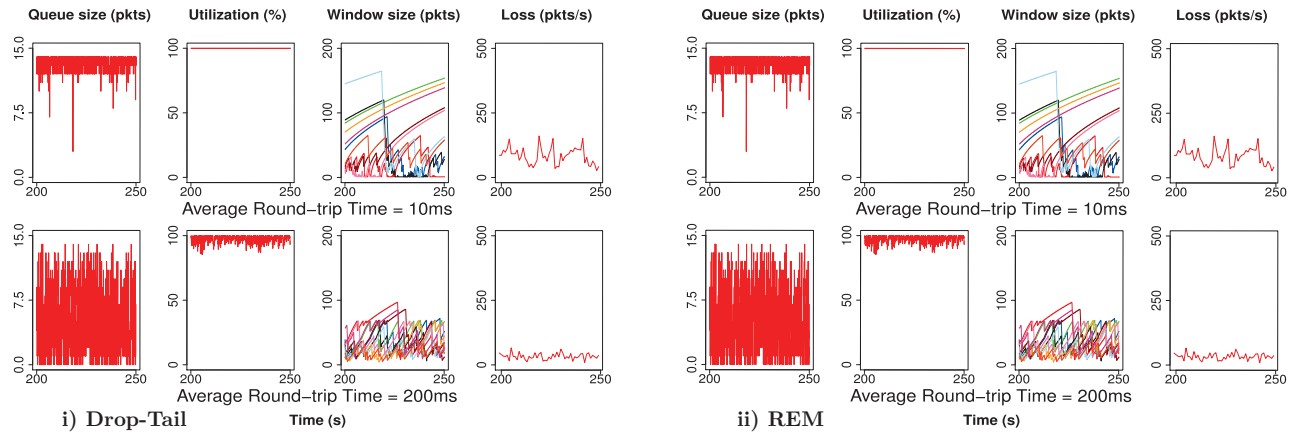 Queue size (pkts) Utilization (%) Window size (pkts) Loss (pkts/s)
15.0 7.5 0.0 100 50 0 200 100 0 500 250 0
200 250 200 250 200 250 200 250
Average Round−trip Time = 10ms
15.0 7.5 0.0 100 50 0 200 100 0 500 250 0
200 250 200 250 200 250 200 250
Average Round−trip Time = 200ms
i) Drop-Tail Time (s)
Queue size (pkts) Utilization (%) Window size (pkts) Loss (pkts/s)
15.0 7.5 0.0 100 50 0 200 100 0 500 250 0
200 250 200 250 200 250 200 250
Average Round−trip Time = 10ms
15.0 7.5 0.0 100 50 0 200 100 0 500 250 0
200 250 200 250 200 250 200 250
Average Round−trip Time = 200ms
ii) REM Time (s)